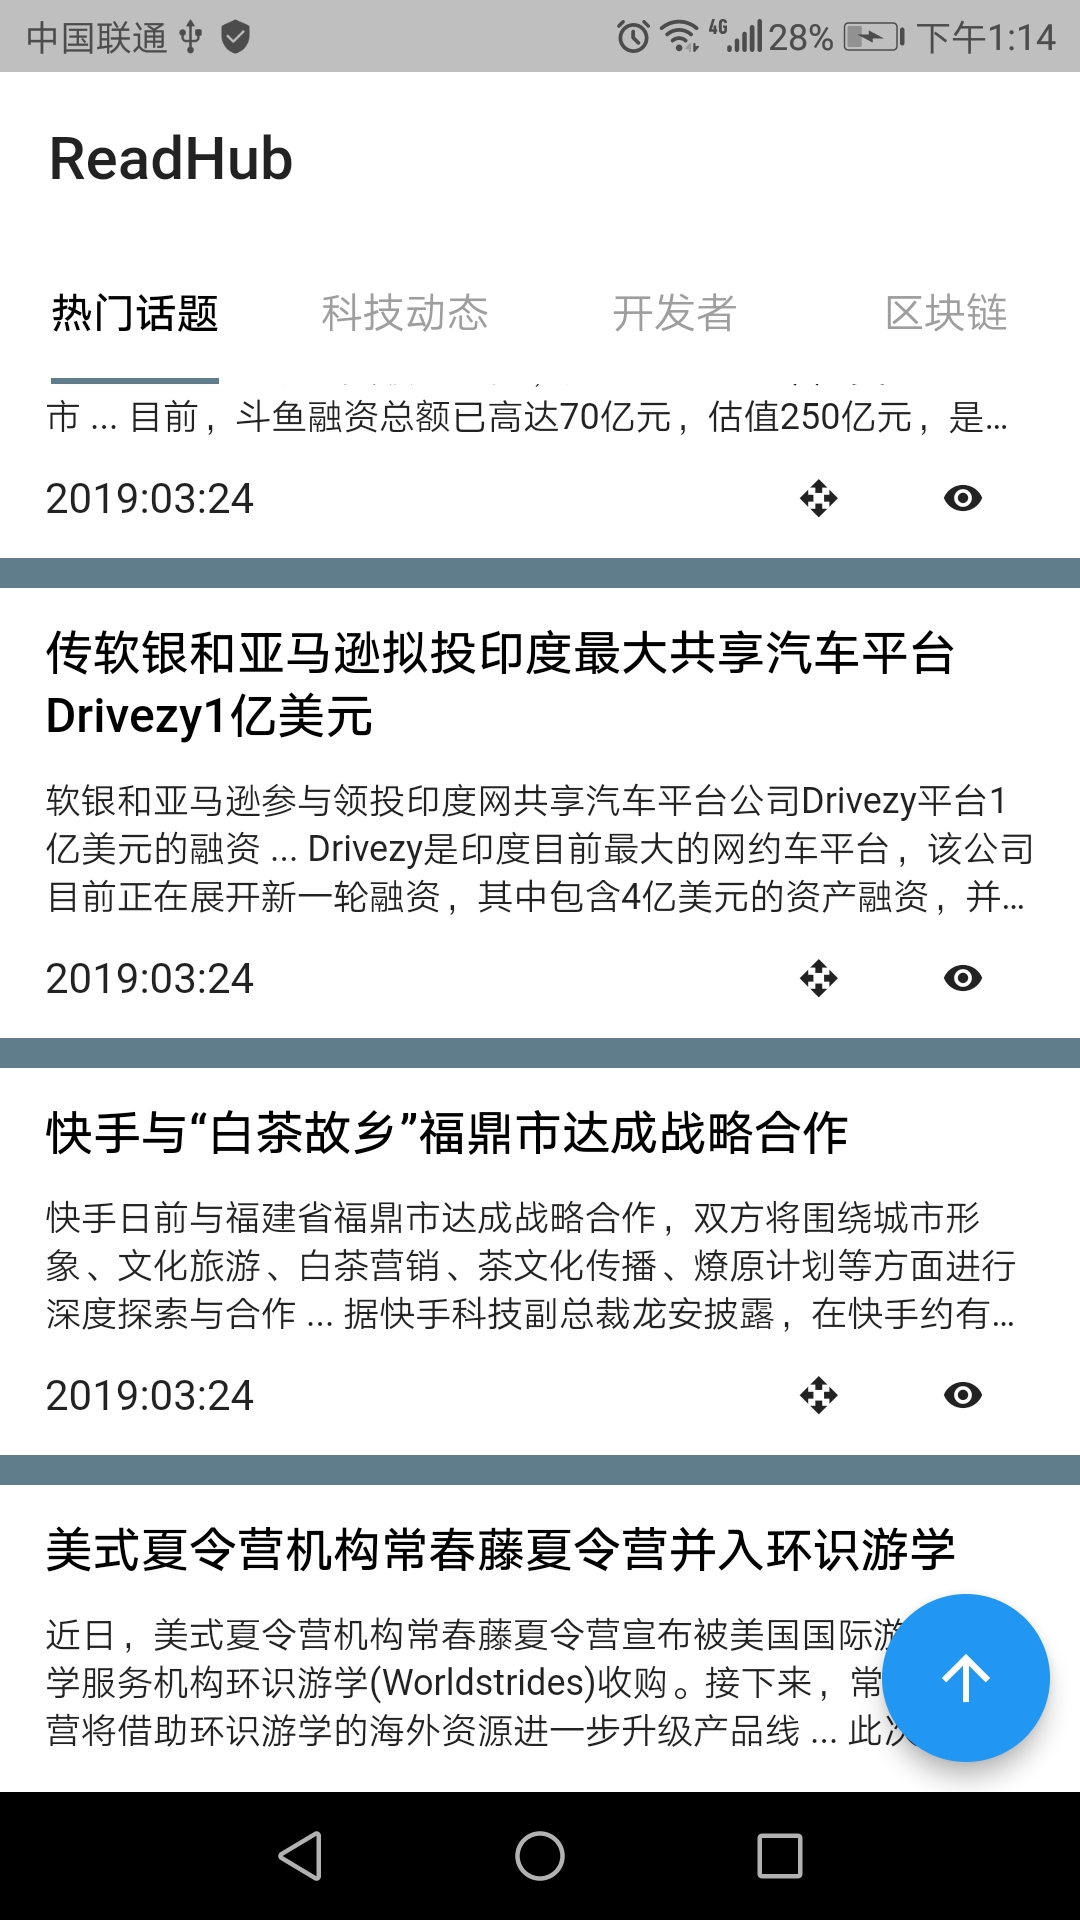 中国联通 4G 28% 下午1:14
ReadHub
热门话题 科技动态 开发者 区块链
市 ... 目前，斗鱼融资总额已高达70亿元，估值250亿元，是...
2019:03:24
传软银和亚马逊拟投印度最大共享汽车平台
Drivezy1亿美元
软银和亚马逊参与领投印度网共享汽车平台公司Drivezy平台1
亿美元的融资 ... Drivezy是印度目前最大的网约车平台，该公司
目前正在展开新一轮融资，其中包含4亿美元的资产融资，并...
2019:03:24
快手与“白茶故乡”福鼎市达成战略合作
快手日前与福建省福鼎市达成战略合作，双方将围绕城市形
象、文化旅游、白茶营销、茶文化传播、燎原计划等方面进行
深度探索与合作 ... 据快手科技副总裁龙安披露，在快手约有...
2019:03:24
美式夏令营机构常春藤夏令营并入环识游学
近日，美式夏令营机构常春藤夏令营宣布被美国国际游
学服务机构环识游学(Worldstrides)收购。接下来，常
营将借助环识游学的海外资源进一步升级产品线 ... 此次